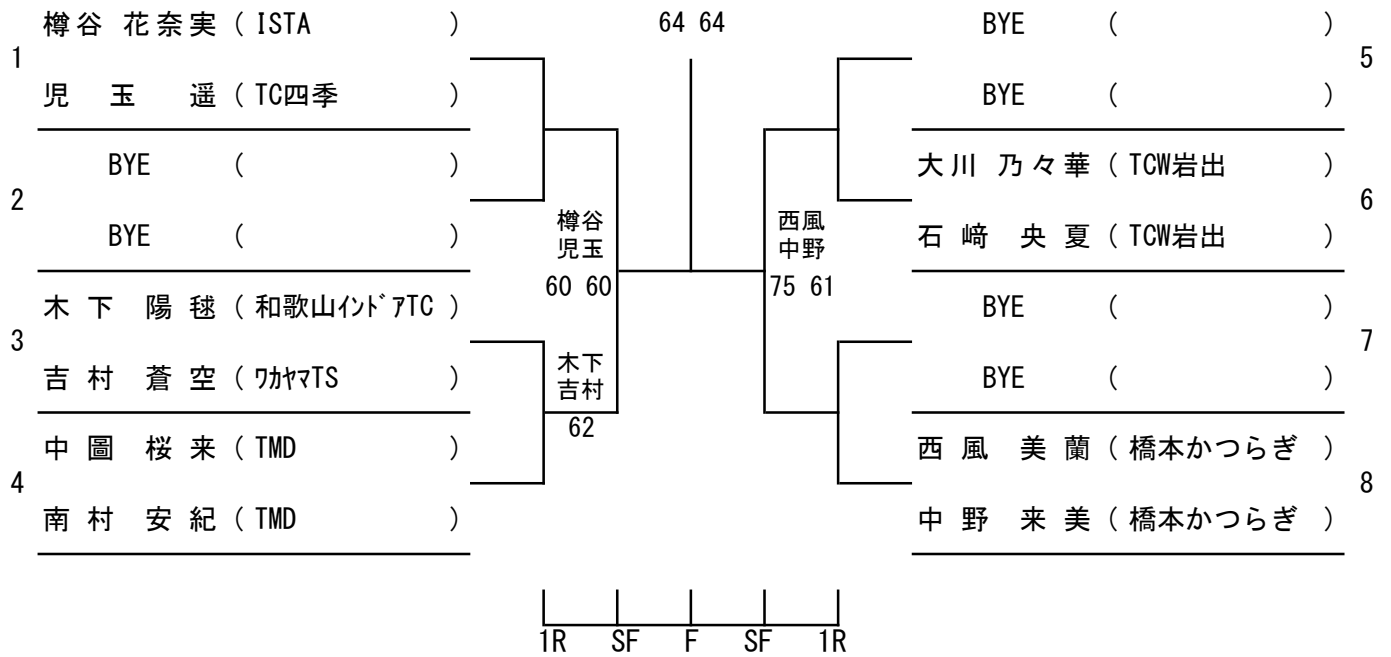 64 64
1
樽谷 花奈実 ( ISTA )
児 玉 遥 ( TC四季 )
2
BYE ( )
BYE ( )
3
木 下 陽 毬 ( 和歌山ｲﾝﾄﾞｱTC )
吉 村 蒼 空 ( ﾜｶﾔﾏTS )
4
中 圖 桜 来 ( TMD )
南 村 安 紀 ( TMD )
樽谷
児玉
60 60
木下
吉村
62
西風
中野
75 61
BYE ( )
5
BYE ( )
大川 乃々華 ( TCW岩出 )
6
石 﨑 央 夏 ( TCW岩出 )
BYE ( )
7
BYE ( )
西 風 美 蘭 ( 橋本かつらぎ )
8
中 野 来 美 ( 橋本かつらぎ )
1R SF F SF 1R